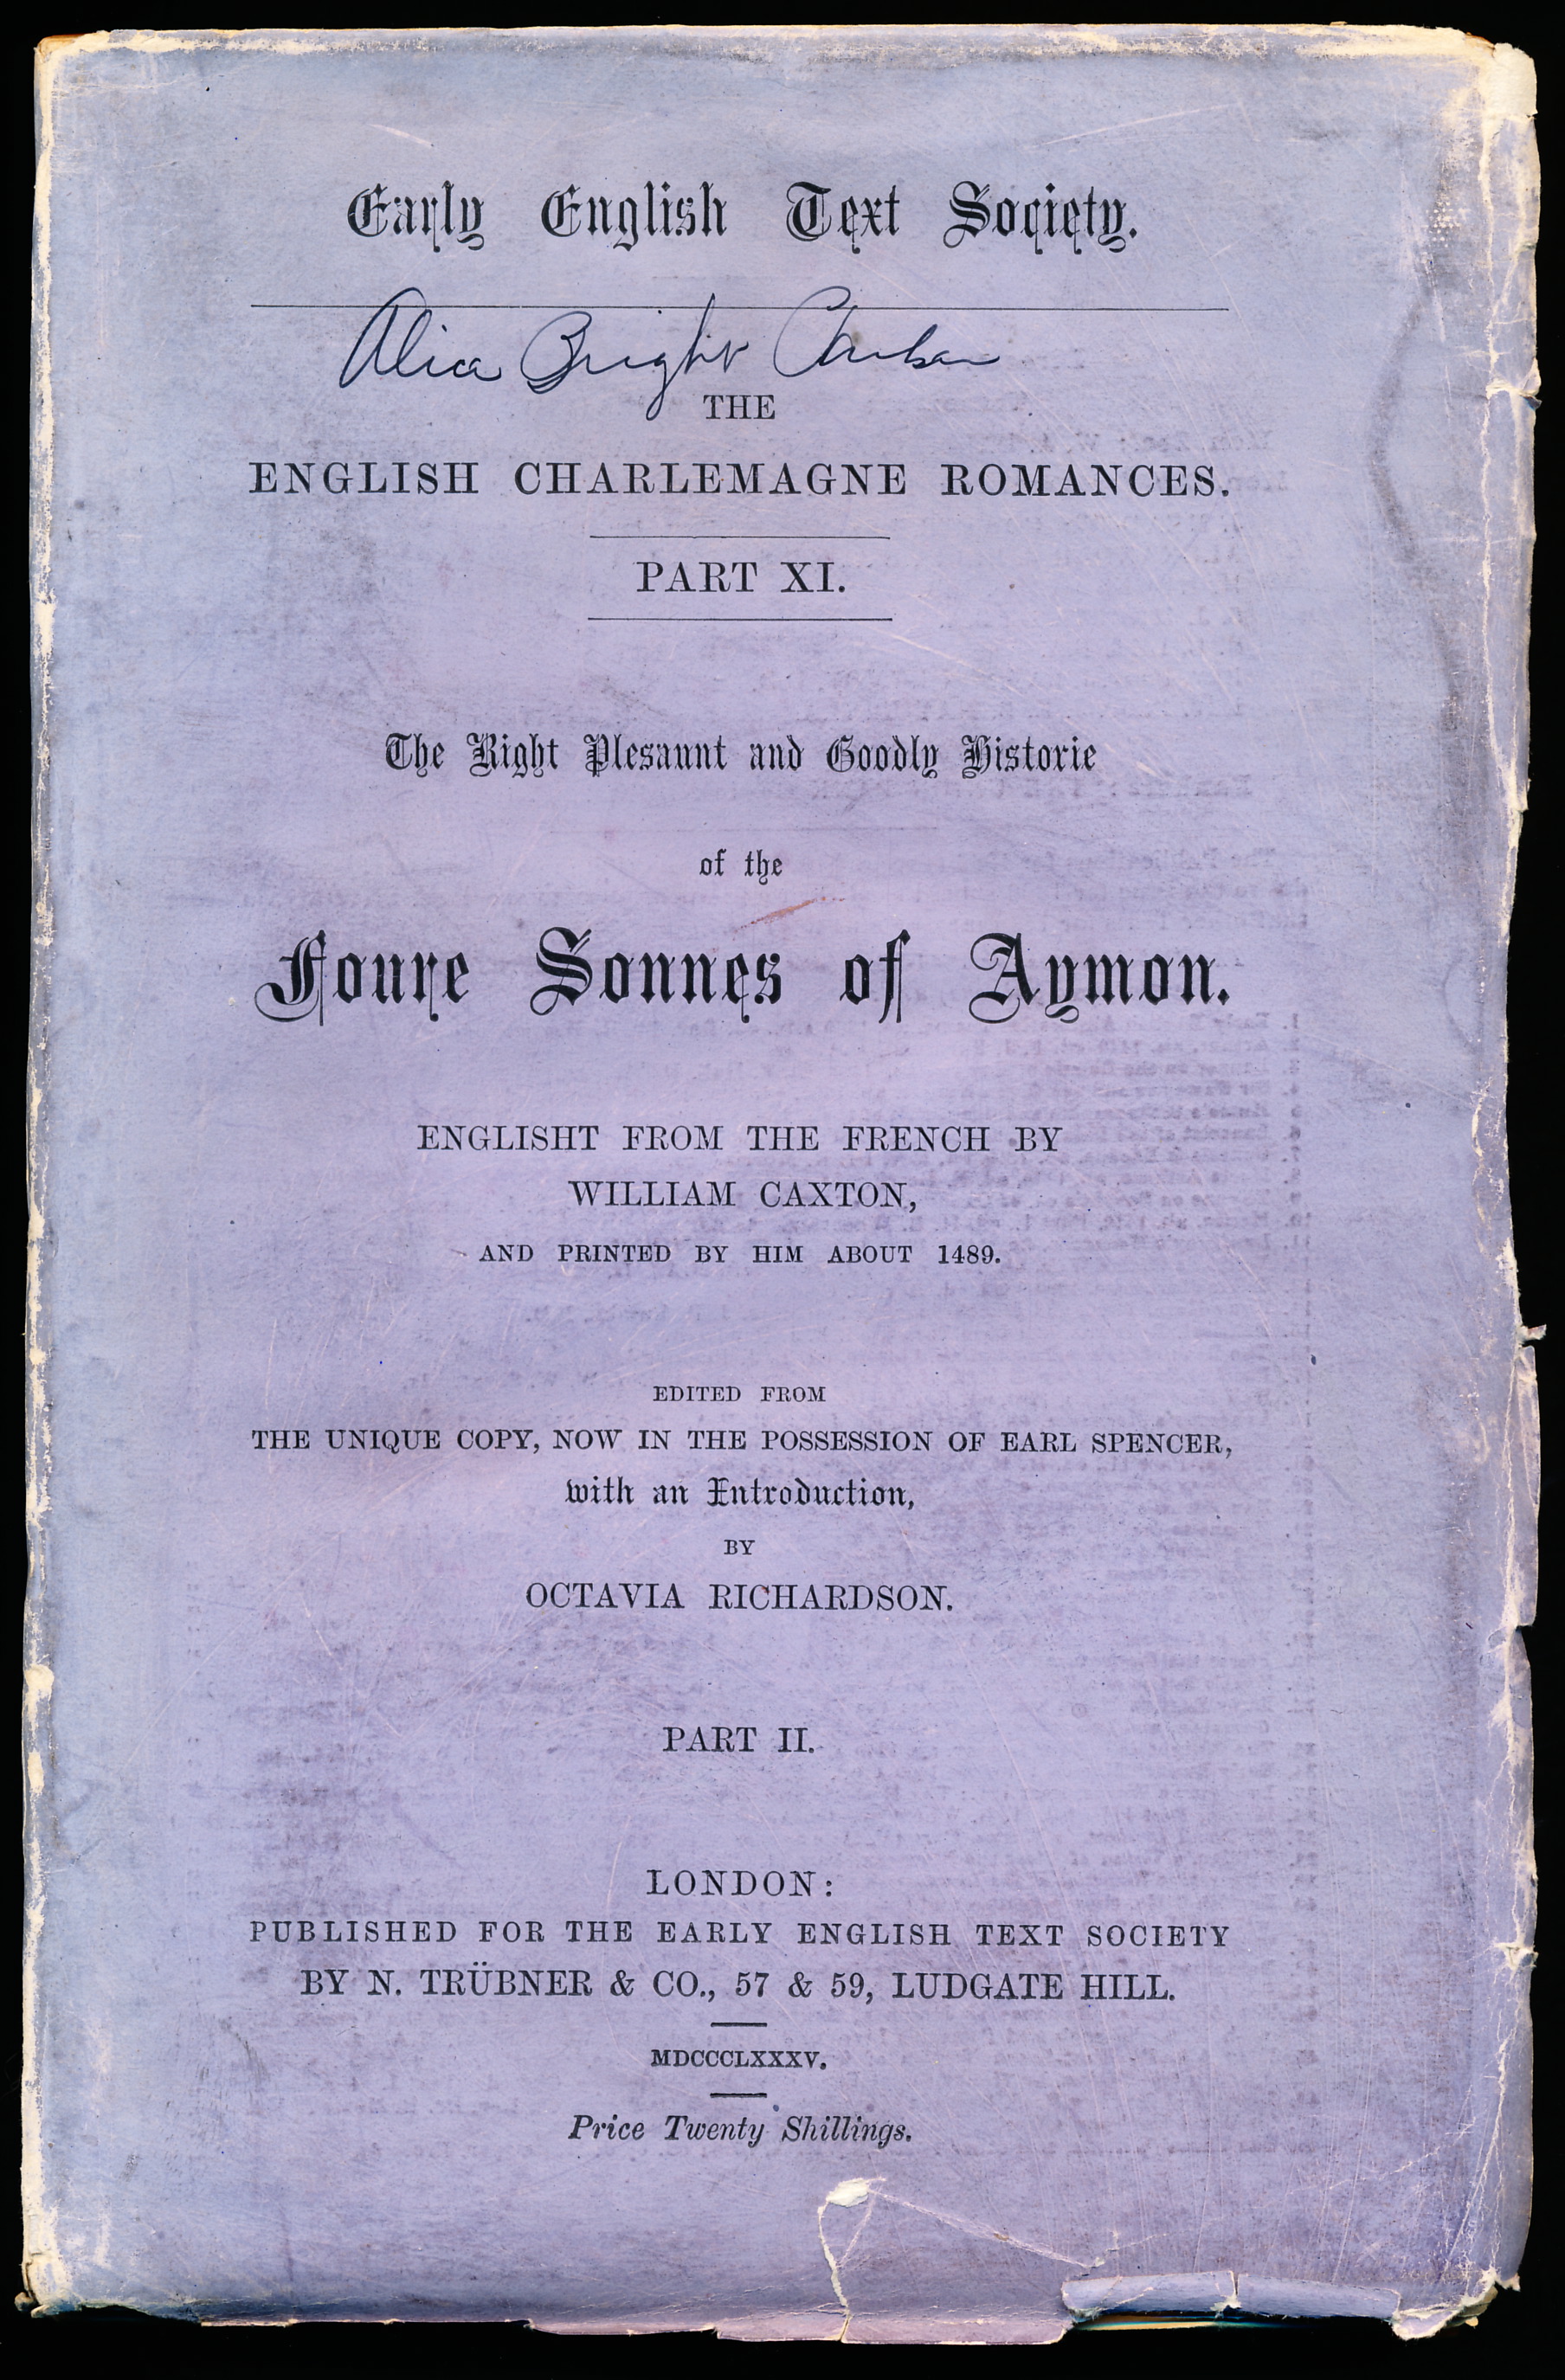 Early English Text Society.
Alice Bright
THE
ENGLISH CHARLEMAGNE ROMANCES.
PART XI.
The Right Plesaunt and Goodly Historie
of the
Foure Sonnes of Aymon.
ENGLISHT FROM THE FRENCH BY
WILLIAM CAXTON,
AND PRINTED BY HIM ABOUT 1489.
EDITED FROM
THE UNIQUE COPY, NOW IN THE POSSESSION OF EARL SPENCER,
with an Introduction,
BY
OCTAVIA RICHARDSON.
PART II.
LONDON:
PUBLISHED FOR THE EARLY ENGLISH TEXT SOCIETY
BY N. TRÜBNER & CO., 57 & 59, LUDGATE HILL.
MDCCCLXXXV.
Price Twenty Shillings.